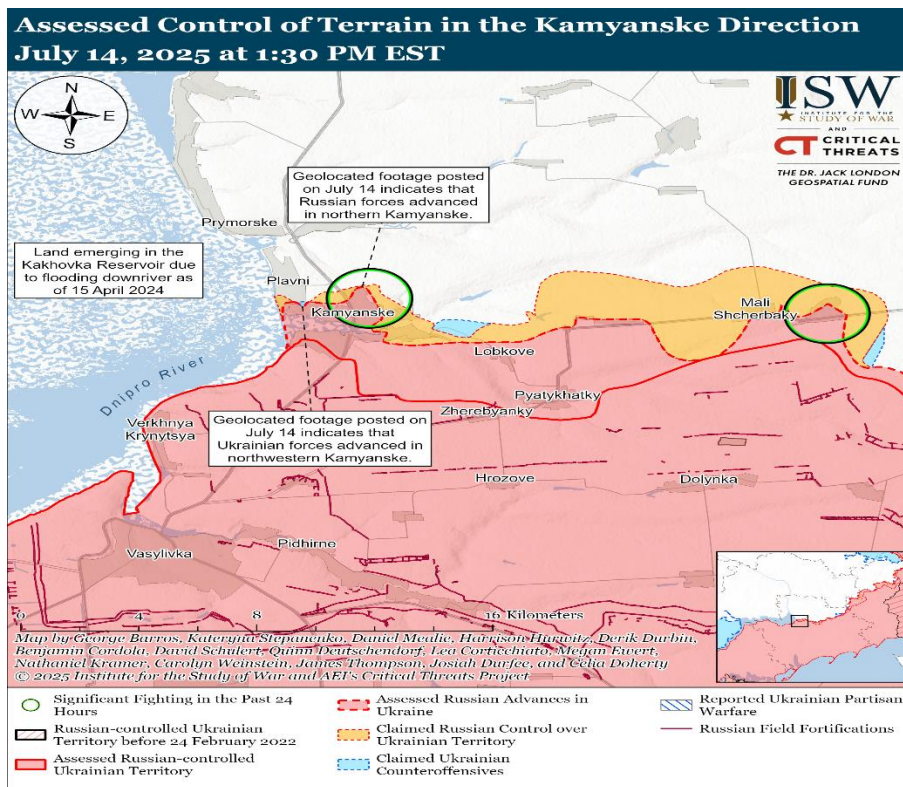 Assessed Control of Terrain in the Kamyanske Direction
July 14, 2025 at 1:30 PM EST
N
W
E
S
ISW
INSTITUTE FOR THE
STUDY OF WAR
AND
CT CRITICAL
THREATS
THE DR. JACK LONDON
GEOSPATIAL FUND
Geolocated footage posted
on July 14 indicates that
Russian forces advanced
in northern Kamyanske.
Prymorske
Land emerging in the
Kakhovka Reservoir due
to flooding downriver as
of 15 April 2024
Plavni
Kamyanske
Mali
Shcherbaky
Lobkove
Dnipro River
Pyatykhatky
Zherebyanky
Geolocated footage posted
on July 14 indicates that
Ukrainian forces advanced in
northwestern Kamyanske.
Verkhnya
Krynytsya
Hrozove
Dolynka
Vasylivka
Pidhirne
0 4 8 16 Kilometers
Map by George Barros, Kateryna Stepanenko, Daniel Mealie, Harrison Hurwitz, Derik Durbin,
Benjamin Cordola, David Schulert, Quinn Deutschendorf, Lea Corticchiato, Meyan Ewert,
Nathaniel Kramer, Carolyn Weinstein, James Thompson, Josiah Durfee, and Celia Doherty
© 2025 Institute for the Study of War and AEI's Critical Threats Project
Significant Fighting in the Past 24
Hours
Russian-controlled Ukrainian
Territory before 24 February 2022
Assessed Russian-controlled
Ukrainian Territory
Assessed Russian Advances in
Ukraine
Claimed Russian Control over
Ukrainian Territory
Claimed Ukrainian
Counteroffensives
Reported Ukrainian Partisan
Warfare
Russian Field Fortifications